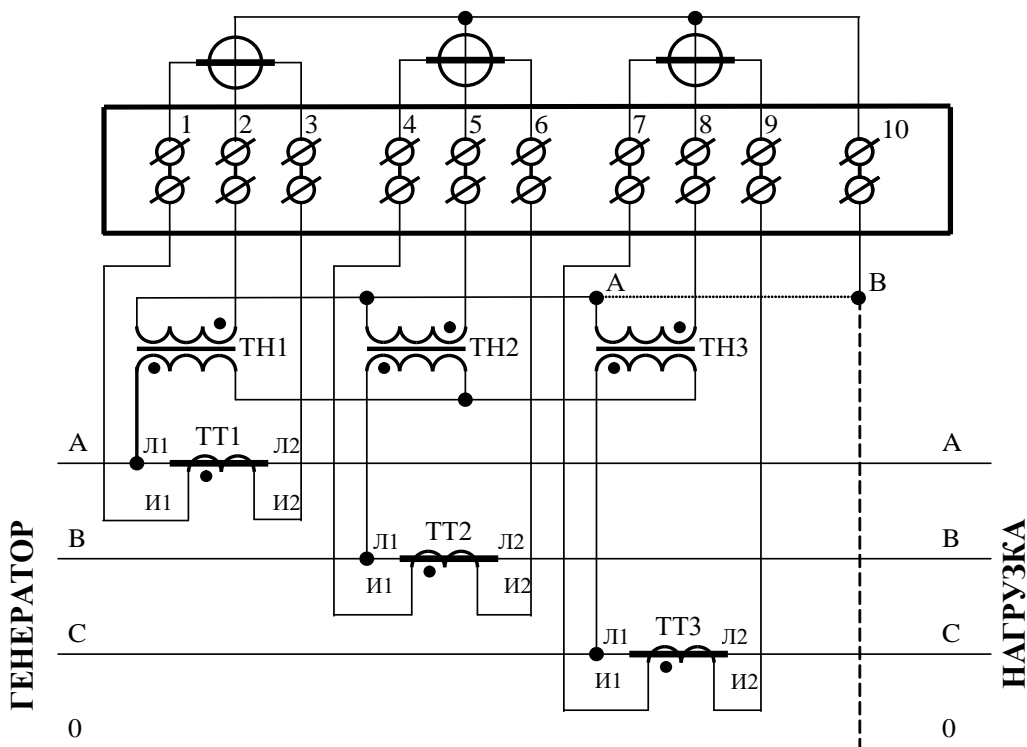 1 2 3 4 5 6 7 8 9 10
А В
ТН1 ТН2 ТН3
А Л1 ТТ1 Л2 А
И1 И2
В Л1 ТТ2 Л2 В
И1 И2
С Л1 ТТ3 Л2 С
И1 И2
0 0
ГЕНЕРАТОР
НАГРУЗКА